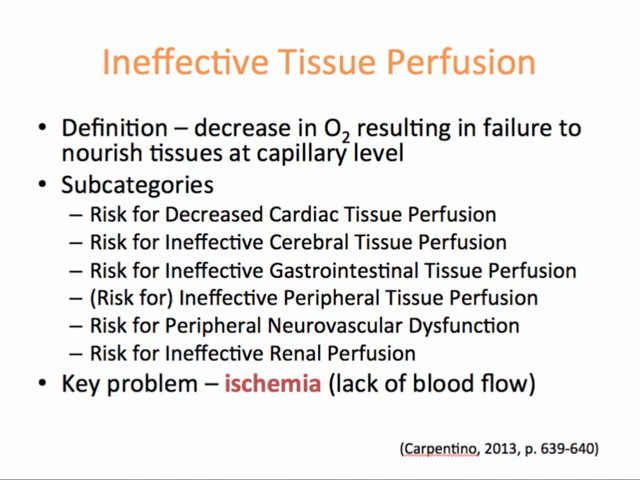 Ineffective Tissue Perfusion
• Definition – decrease in O₂ resulting in failure to
nourish tissues at capillary level
• Subcategories
– Risk for Decreased Cardiac Tissue Perfusion
– Risk for Ineffective Cerebral Tissue Perfusion
– Risk for Ineffective Gastrointestinal Tissue Perfusion
– (Risk for) Ineffective Peripheral Tissue Perfusion
– Risk for Peripheral Neurovascular Dysfunction
– Risk for Ineffective Renal Perfusion
• Key problem – ischemia (lack of blood flow)
(Carpentino, 2013, p. 639-640)